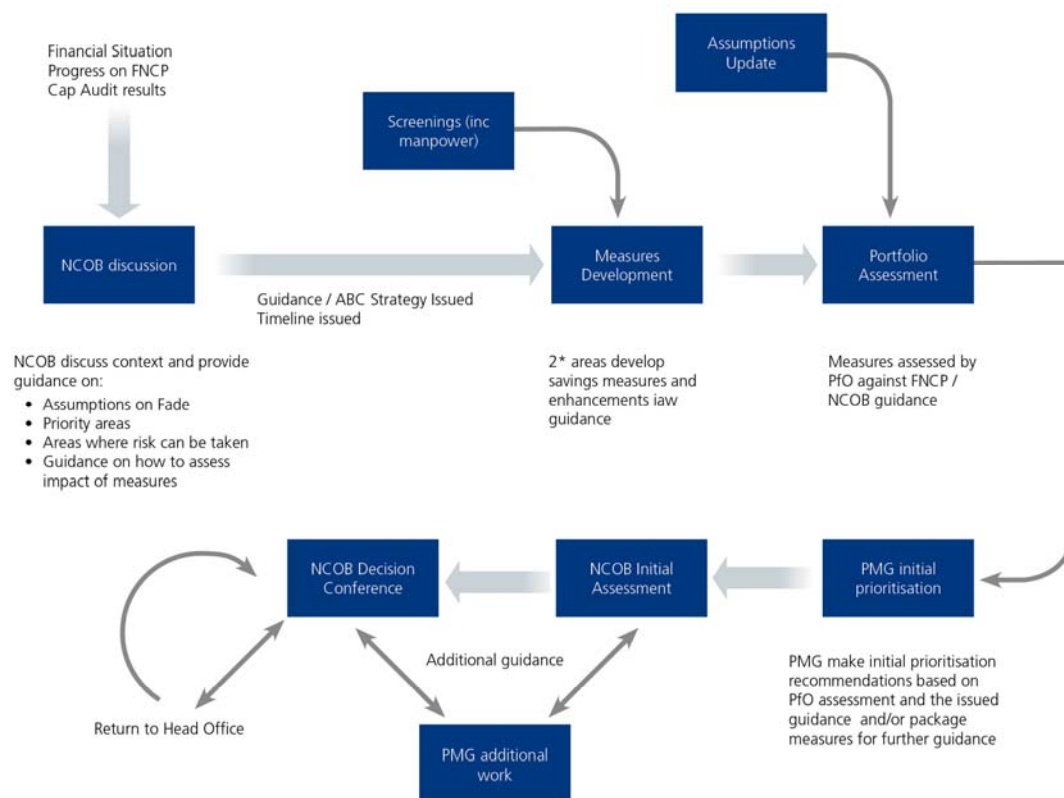 Financial Situation
Progress on FNCP
Cap Audit results
Assumptions
Update
Screenings (inc
manpower)
NCOB discussion
Guidance / ABC Strategy Issued
Timeline issued
Measures
Development
Portfolio
Assessment
NCOB discuss context and provide
guidance on:
• Assumptions on Fade
• Priority areas
• Areas where risk can be taken
• Guidance on how to assess
impact of measures
2* areas develop
savings measures and
enhancements iaw
guidance
Measures assessed by
PfO against FNCP /
NCOB guidance
NCOB Decision
Conference
NCOB Initial
Assessment
PMG initial
prioritisation
Additional guidance
PMG make initial prioritisation
recommendations based on
PfO assessment and the issued
guidance and/or package
measures for further guidance
Return to Head Office
PMG additional
work